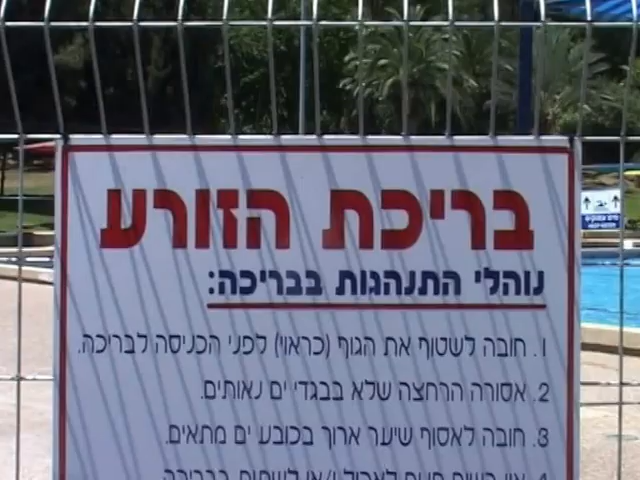 בריכת הזורע
נוהלי התנהגות בבריכה:
1. חובה לשטוף את הגוף (כראוי) לפני הכניסה לבריכה.
2. אסורה הרחצה שלא בבגדי ים נאותים.
3. חובה לאסוף שיער ארוך בכובע ים מתאים.